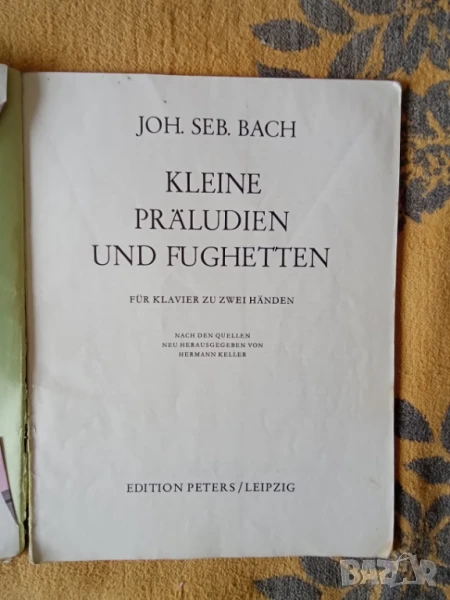 JOH. SEB. BACH
KLEINE
PRÄLUDIEN
UND FUGHETTEN
FÜR KLAVIER ZU ZWEI HÄNDEN
NACH DEN QUELLEN
NEU HERAUSGEGEBEN VON
HERMANN KELLER
EDITION PETERS/LEIPZIG
BAZAR